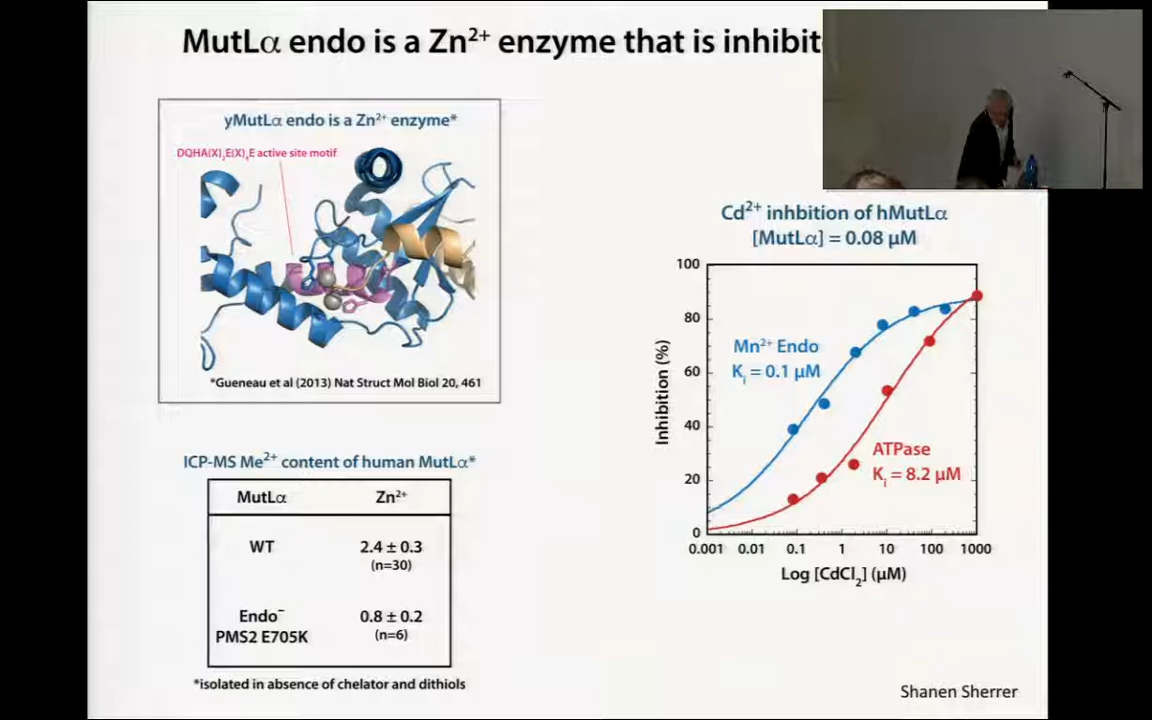 MutLα endo is a Zn²⁺ enzyme that is inhibit
yMutLα endo is a Zn²⁺ enzyme*
DQHA(X)₂E(X)₄E active site motif
*Gueneau et al (2013) Nat Struct Mol Biol 20, 461
ICP-MS Me²⁺ content of human MutLα*
MutLα Zn²⁺
WT 2.4 ± 0.3
(n=30)
Endo⁻ 0.8 ± 0.2
PMS2 E705K (n=6)
*isolated in absence of chelator and dithiols
Cd²⁺ inhbition of hMutLα
[MutLα] = 0.08 µM
Inhibition (%)
100
80
60
40
20
0
Mn²⁺ Endo
Kᵢ = 0.1 µM
ATPase
Kᵢ = 8.2 µM
0.001 0.01 0.1 1 10 100 1000
Log [CdCl₂] (µM)
Shanen Sherrer